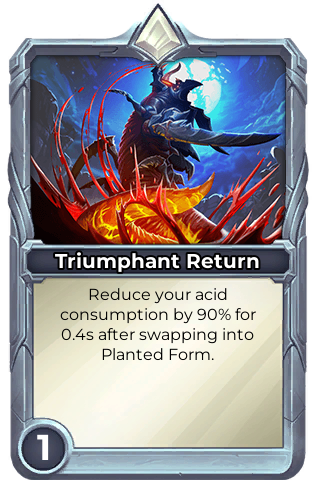 Triumphant Return
Reduce your acid
consumption by 90% for
0.4s after swapping into
Planted Form.
1